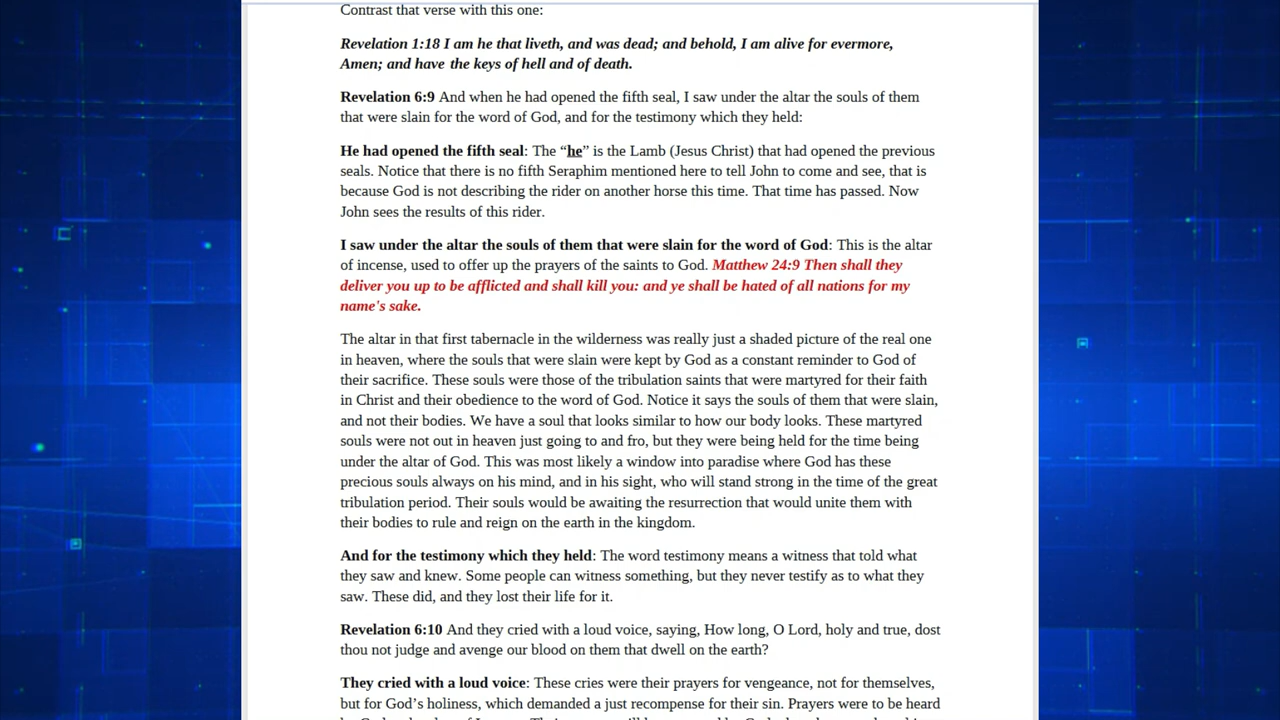 Contrast that verse with this one:
Revelation 1:18 I am he that liveth, and was dead; and behold, I am alive for evermore,
Amen; and have the keys of hell and of death.
Revelation 6:9 And when he had opened the fifth seal, I saw under the altar the souls of them
that were slain for the word of God, and for the testimony which they held:
He had opened the fifth seal: The “he” is the Lamb (Jesus Christ) that had opened the previous
seals. Notice that there is no fifth Seraphim mentioned here to tell John to come and see, that is
because God is not describing the rider on another horse this time. That time has passed. Now
John sees the results of this rider.
I saw under the altar the souls of them that were slain for the word of God: This is the altar
of incense, used to offer up the prayers of the saints to God. Matthew 24:9 Then shall they
deliver you up to be afflicted and shall kill you: and ye shall be hated of all nations for my
name's sake.
The altar in that first tabernacle in the wilderness was really just a shaded picture of the real one
in heaven, where the souls that were slain were kept by God as a constant reminder to God of
their sacrifice. These souls were those of the tribulation saints that were martyred for their faith
in Christ and their obedience to the word of God. Notice it says the souls of them that were slain,
and not their bodies. We have a soul that looks similar to how our body looks. These martyred
souls were not out in heaven just going to and fro, but they were being held for the time being
under the altar of God. This was most likely a window into paradise where God has these
precious souls always on his mind, and in his sight, who will stand strong in the time of the great
tribulation period. Their souls would be awaiting the resurrection that would unite them with
their bodies to rule and reign on the earth in the kingdom.
And for the testimony which they held: The word testimony means a witness that told what
they saw and knew. Some people can witness something, but they never testify as to what they
saw. These did, and they lost their life for it.
Revelation 6:10 And they cried with a loud voice, saying, How long, O Lord, holy and true, dost
thou not judge and avenge our blood on them that dwell on the earth?
They cried with a loud voice: These cries were their prayers for vengeance, not for themselves,
but for God’s holiness, which demanded a just recompense for their sin. Prayers were to be heard